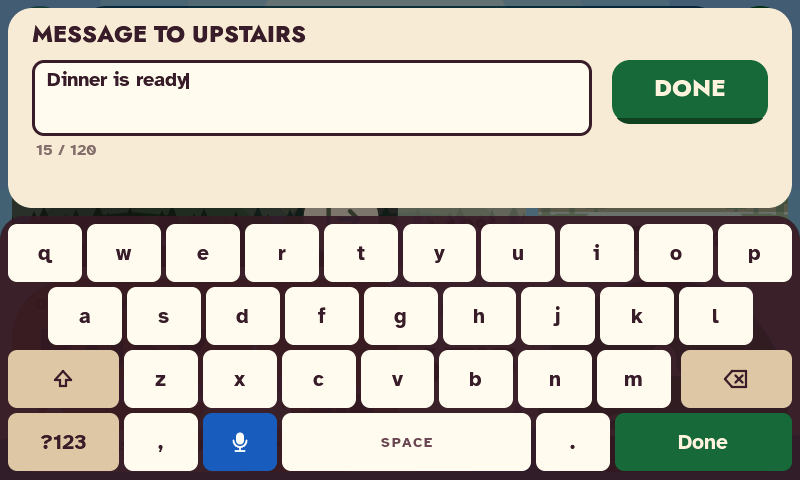 MESSAGE TO UPSTAIRS
Dinner is ready
DONE
15 / 120
q w e r t y u i o p
a s d f g h j k l
z x c v b n m
?123 , SPACE . Done